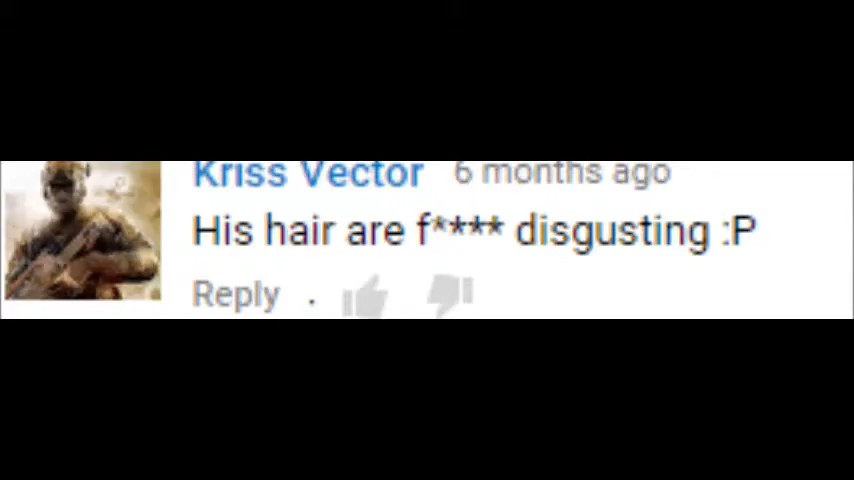 Kriss Vector 6 months ago
His hair are f**** disgusting :P
Reply .